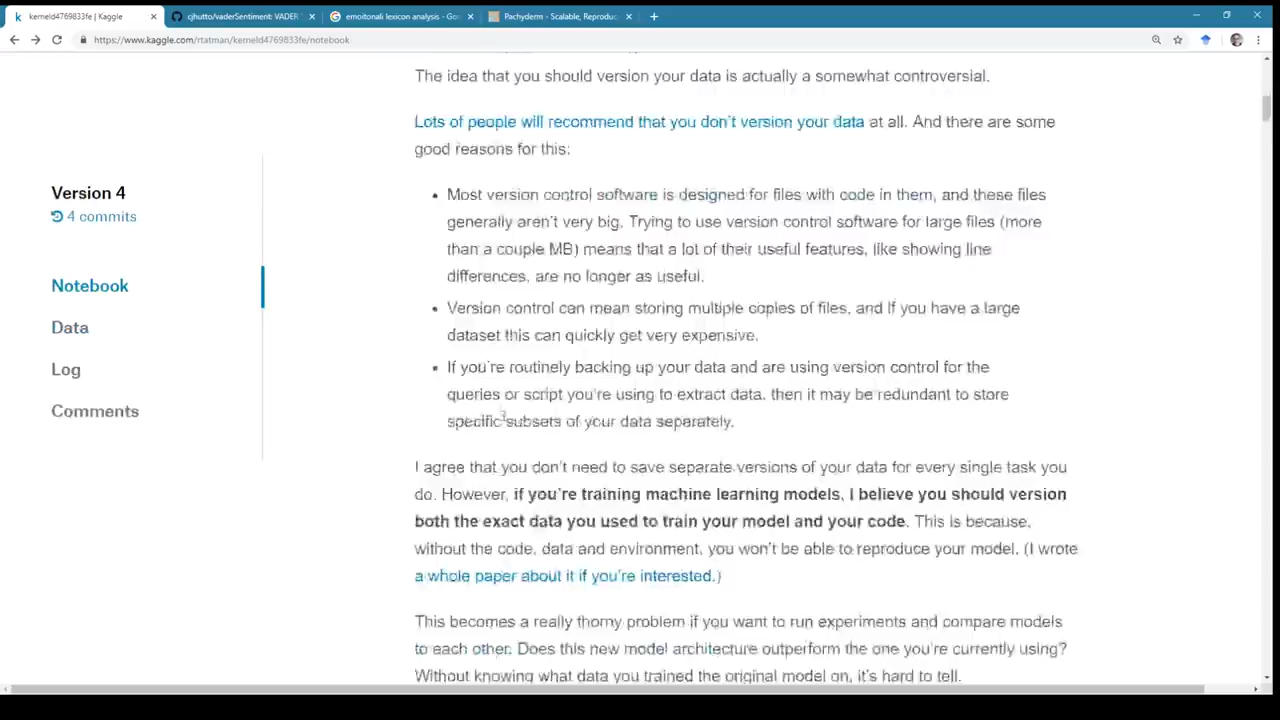 kerneld4769833fe | Kaggle
cjhutto/vaderSentiment: VADER
emoitonali lexicon analysis - Goo
Pachyderm - Scalable, Reproduc
https://www.kaggle.com/rtatman/kerneld4769833fe/notebook
The idea that you should version your data is actually a somewhat controversial.
Lots of people will recommend that you don't version your data at all. And there are some
good reasons for this:
Version 4
4 commits
Notebook
Data
Log
Comments
• Most version control software is designed for files with code in them, and these files
generally aren't very big. Trying to use version control software for large files (more
than a couple MB) means that a lot of their useful features, like showing line
differences, are no longer as useful.
• Version control can mean storing multiple copies of files, and If you have a large
dataset this can quickly get very expensive.
• If you're routinely backing up your data and are using version control for the
queries or script you're using to extract data, then it may be redundant to store
specific subsets of your data separately.
I agree that you don't need to save separate versions of your data for every single task you
do. However, if you're training machine learning models, I believe you should version
both the exact data you used to train your model and your code. This is because,
without the code, data and environment, you won't be able to reproduce your model. (I wrote
a whole paper about it if you're interested.)
This becomes a really thorny problem if you want to run experiments and compare models
to each other. Does this new model architecture outperform the one you're currently using?
Without knowing what data you trained the original model on, it's hard to tell.